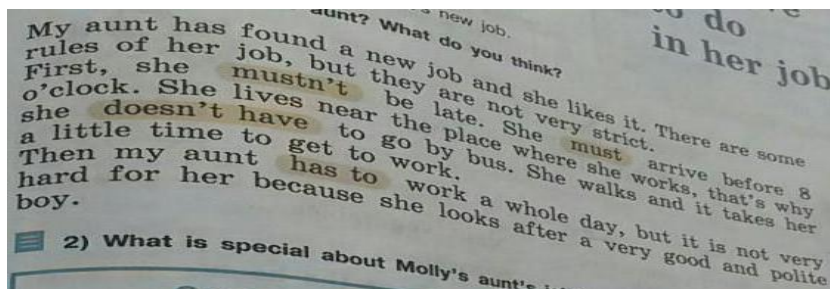 new job.
aunt? What do you think?
to do
in her job
My aunt has found a new job and she likes it. There are some
rules of her job, but they are not very strict.
First, she mustn't be late. She must arrive before 8
o'clock. She lives near the place where she works, that's why
she doesn't have to go by bus. She walks and it takes her
a little time to get to work.
Then my aunt has to work a whole day, but it is not very
hard for her because she looks after a very good and polite
boy.
2) What is special about Molly's aunt's